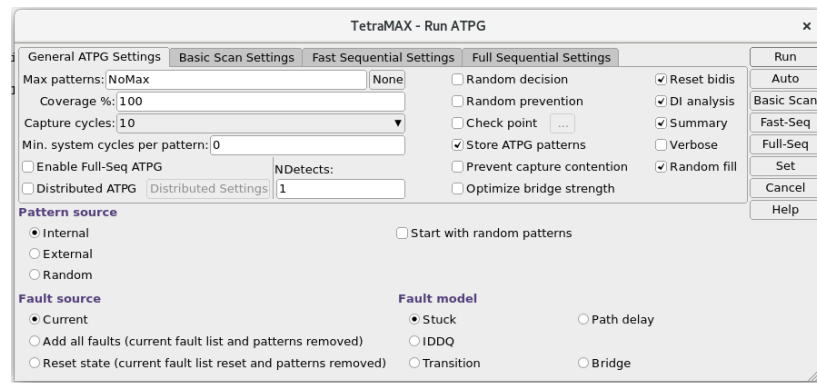 TetraMAX - Run ATPG
×
General ATPG Settings Basic Scan Settings Fast Sequential Settings Full Sequential Settings Run
Max patterns: NoMax None Random decision Reset bidis Auto
Coverage %: 100 Random prevention DI analysis Basic Scan
Capture cycles: 10 Check point ... Summary Fast-Seq
Min. system cycles per pattern: 0 Store ATPG patterns Verbose Full-Seq
Enable Full-Seq ATPG NDetects: Prevent capture contention Random fill Set
Distributed ATPG Distributed Settings 1 Optimize bridge strength Cancel
Help
Pattern source
Internal Start with random patterns
External
Random
Fault source Fault model
Current Stuck Path delay
Add all faults (current fault list and patterns removed) IDDQ
Reset state (current fault list reset and patterns removed) Transition Bridge